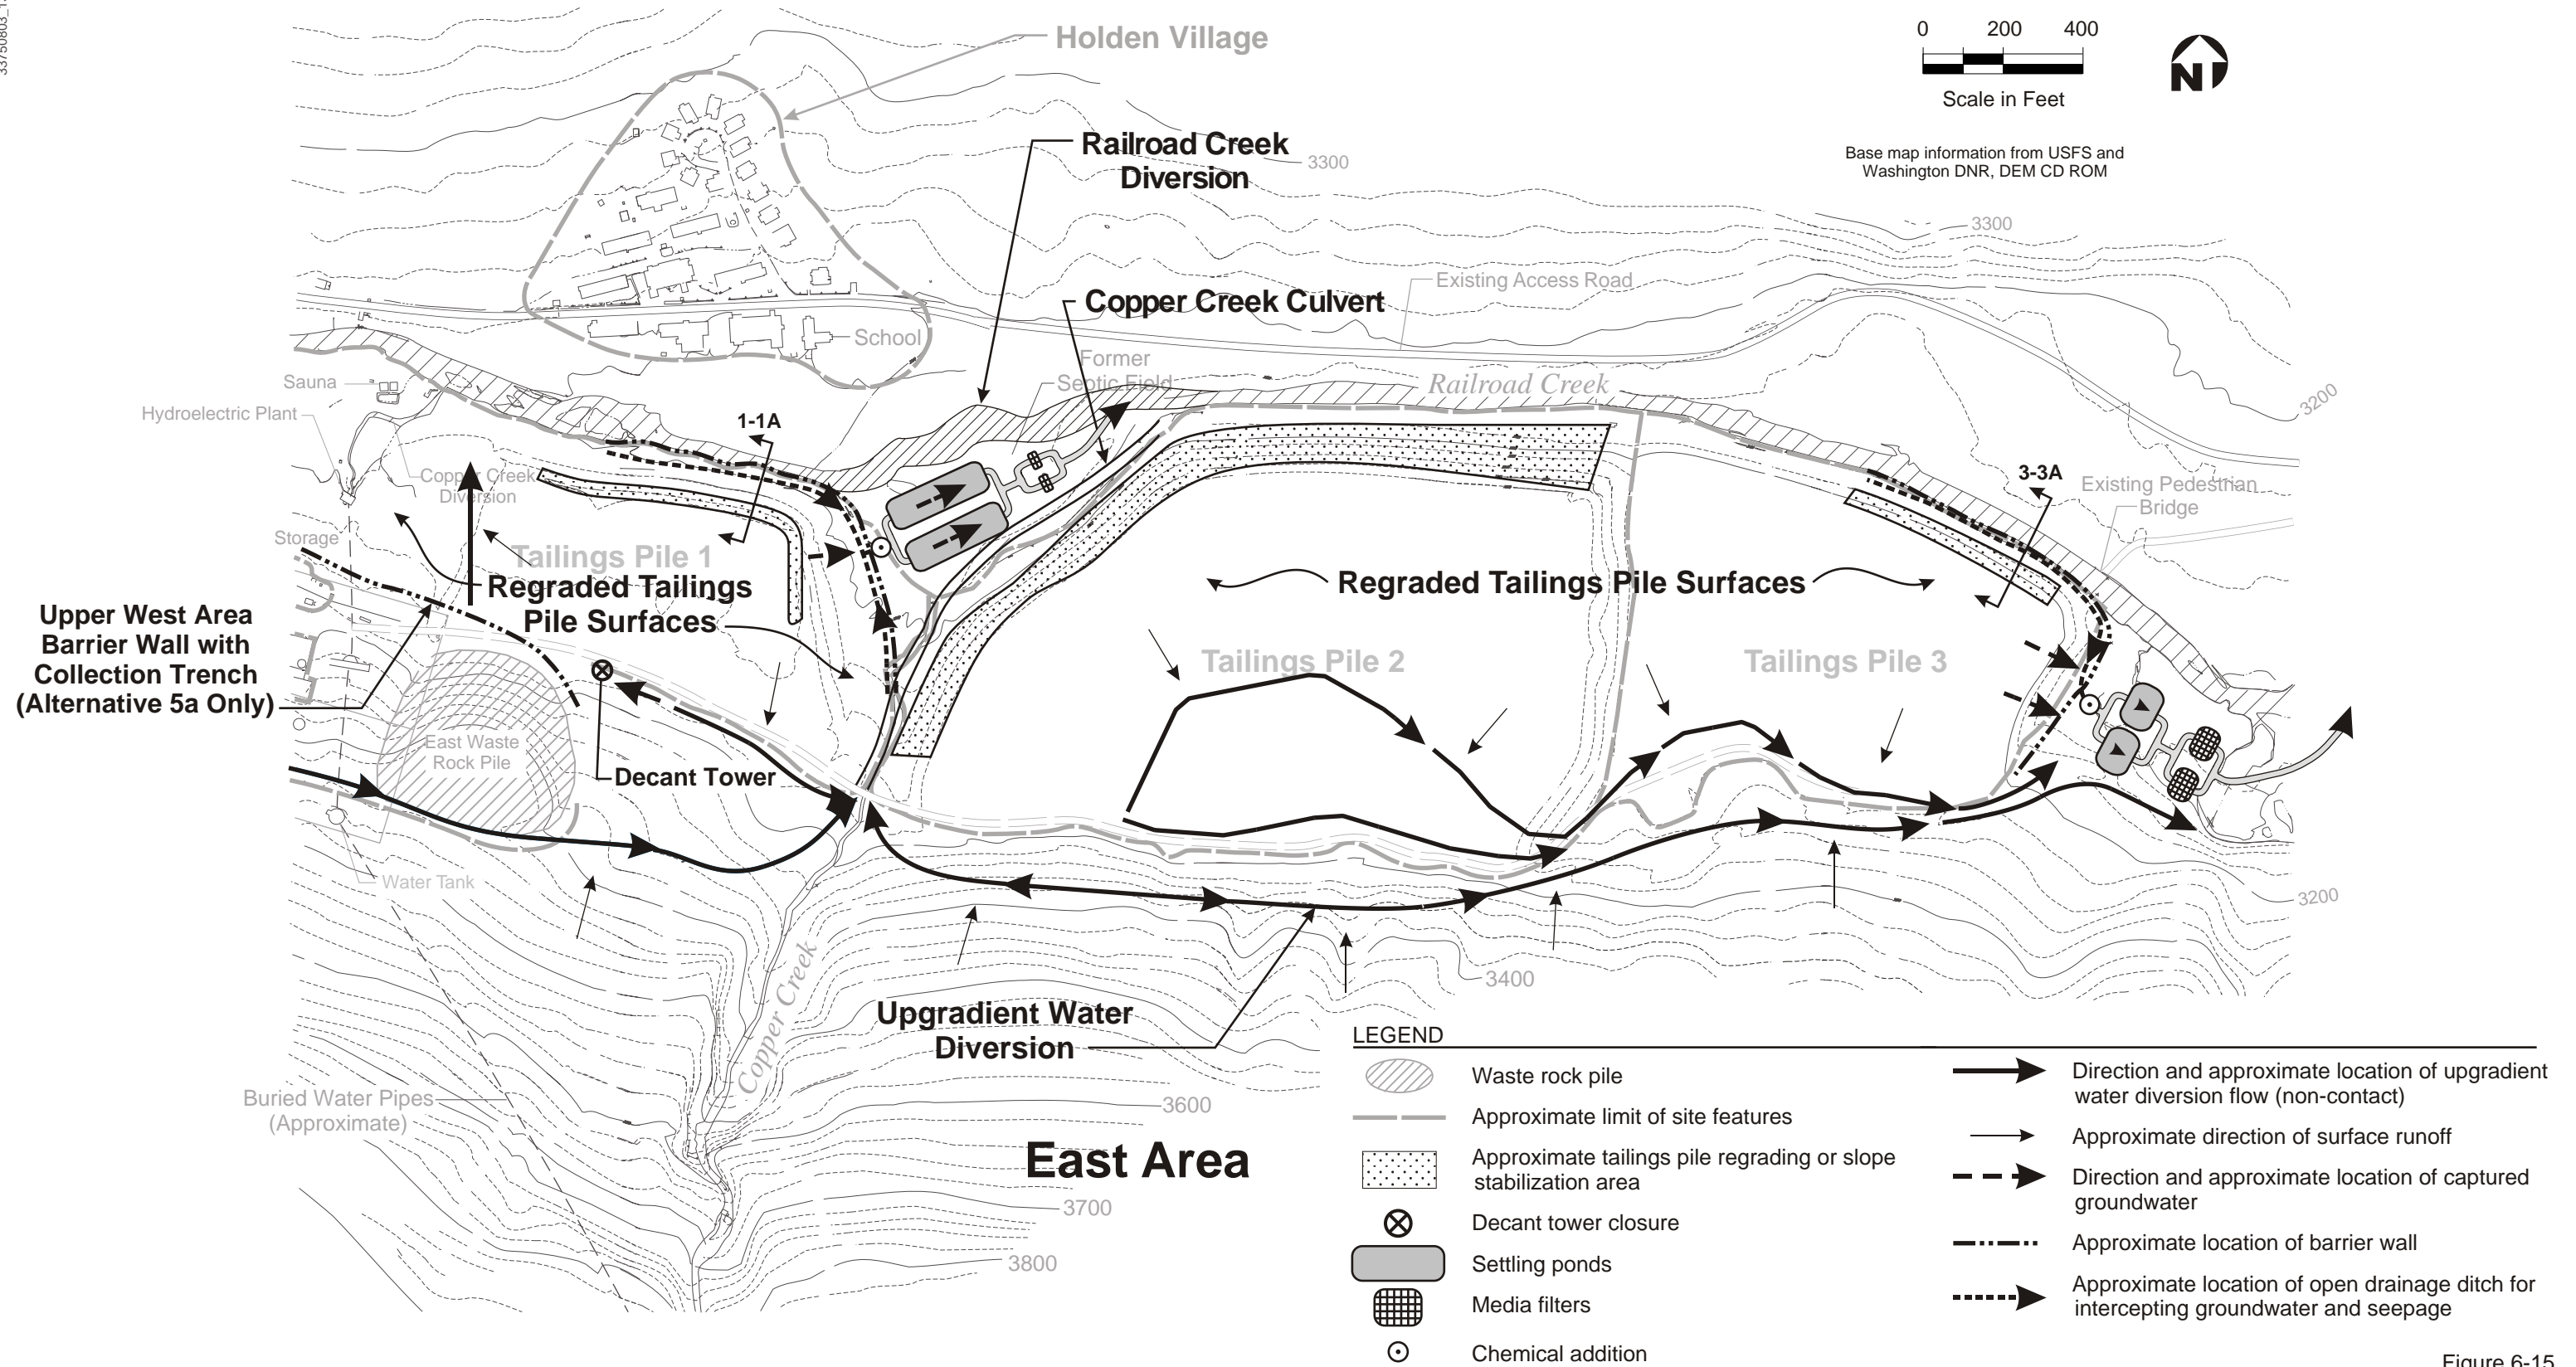 Holden Village
0 200 400
Scale in Feet
N
Base map information from USFS and
Washington DNR, DEM CD ROM
Railroad Creek
Diversion
3300
3300
Existing Access Road
Copper Creek Culvert
School
Former
Septic Field
Railroad Creek
3200
Sauna
Hydroelectric Plant
1-1A
Copper Creek
Diversion
3-3A
Existing Pedestrian
Bridge
Storage
Tailings Pile 1
Regraded Tailings
Pile Surfaces
Regraded Tailings Pile Surfaces
Upper West Area
Barrier Wall with
Collection Trench
(Alternative 5a Only)
Tailings Pile 2
Tailings Pile 3
East Waste
Rock Pile
Decant Tower
Water Tank
3200
3400
Copper Creek
Upgradient Water
Diversion
Buried Water Pipes
(Approximate)
3600
East Area
3700
3800
LEGEND
Waste rock pile
Approximate limit of site features
Approximate tailings pile regrading or slope
stabilization area
Decant tower closure
Settling ponds
Media filters
Chemical addition
Direction and approximate location of upgradient
water diversion flow (non-contact)
Approximate direction of surface runoff
Direction and approximate location of captured
groundwater
Approximate location of barrier wall
Approximate location of open drainage ditch for
intercepting groundwater and seepage
Figure 6-15